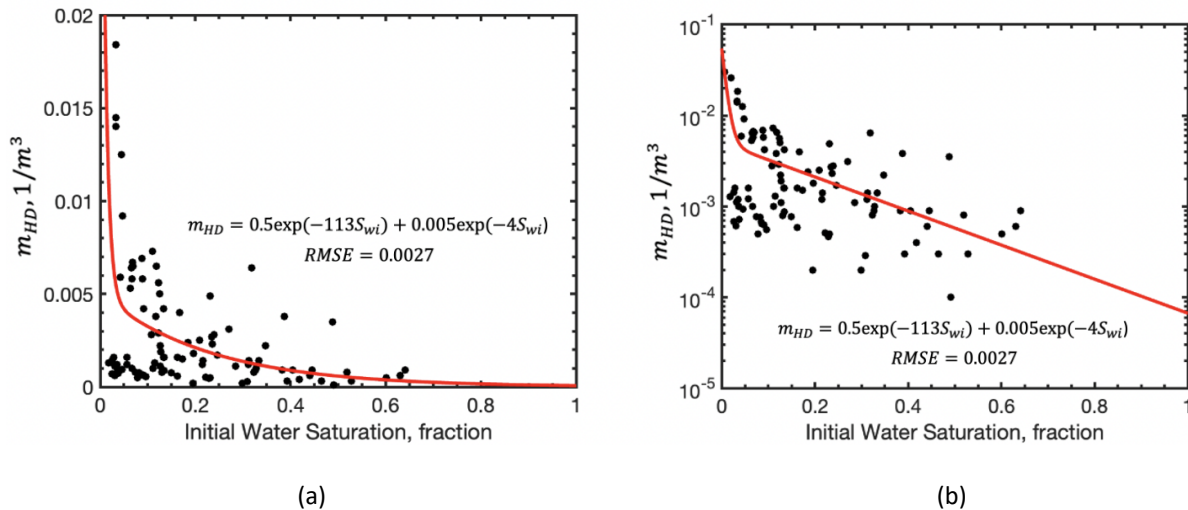 0.02
0.015
0.01
0.005
0
m_HD, 1/m³
m_HD = 0.5exp(−113S_wi) + 0.005exp(−4S_wi)
RMSE = 0.0027
0 0.2 0.4 0.6 0.8 1
Initial Water Saturation, fraction
(a)
10⁻¹
10⁻²
10⁻³
10⁻⁴
10⁻⁵
m_HD, 1/m³
m_HD = 0.5exp(−113S_wi) + 0.005exp(−4S_wi)
RMSE = 0.0027
0 0.2 0.4 0.6 0.8 1
Initial Water Saturation, fraction
(b)